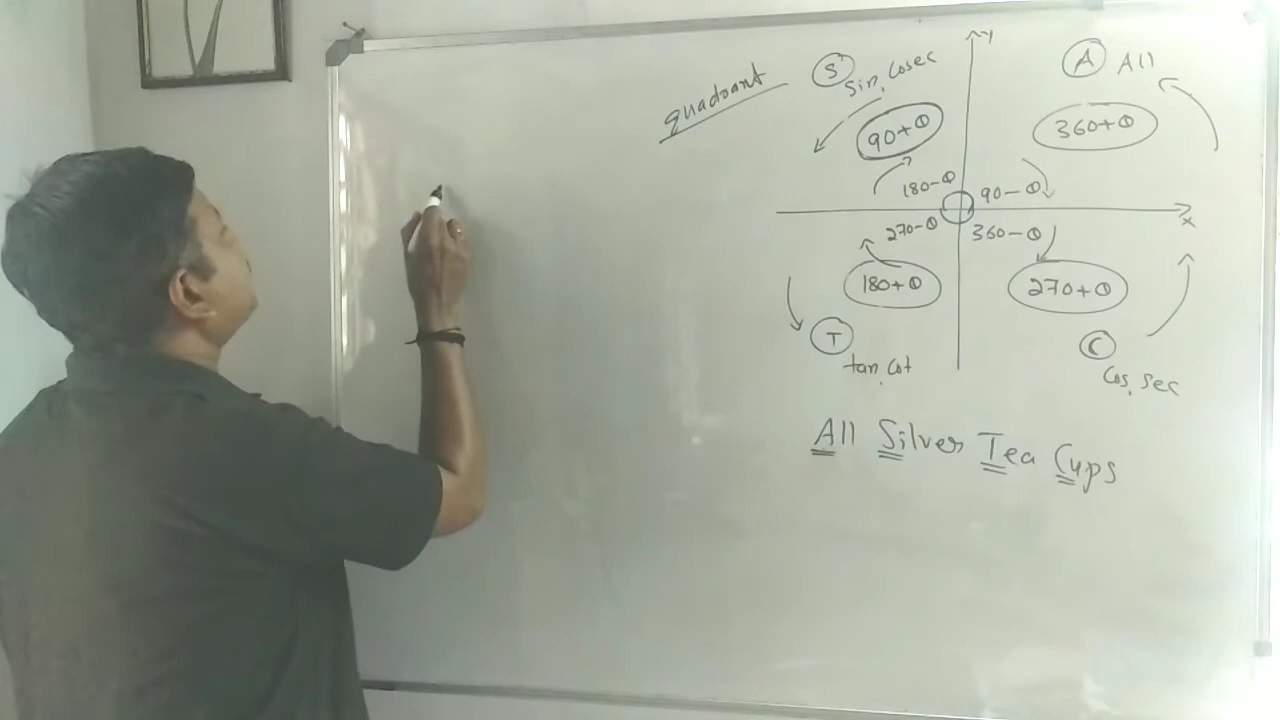 quadrant
S
sin, cosec
90+θ
180-θ
y
A All
360+θ
90-θ
x
270-θ
180+θ
T
tan, cot
360-θ
270+θ
C
cos, sec
All Silver Tea Cups